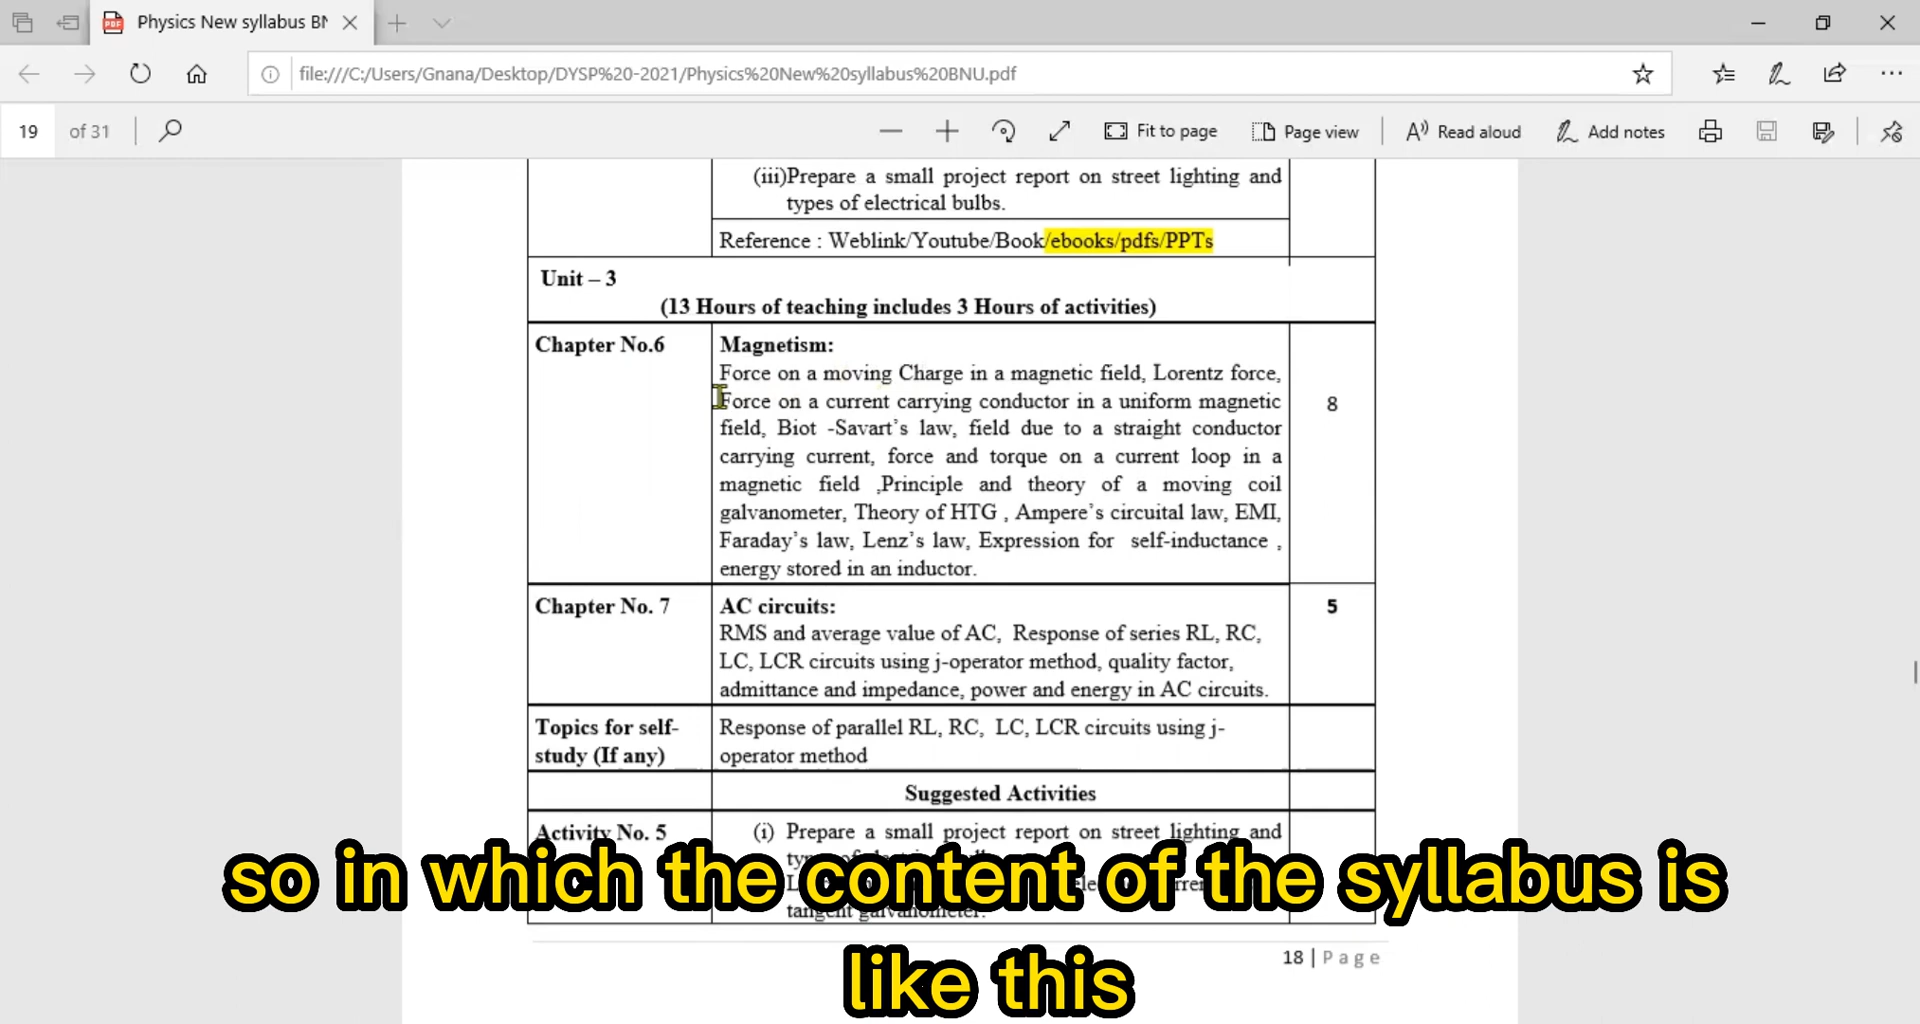 Physics New syllabus BN
file:///C:/Users/Gnana/Desktop/DYSP%20-2021/Physics%20New%20syllabus%20BNU.pdf
19 of 31
Fit to page
Page view
Read aloud
Add notes
(iii)Prepare a small project report on street lighting and
types of electrical bulbs.
Reference : Weblink/Youtube/Book/ebooks/pdfs/PPTs
Unit – 3
(13 Hours of teaching includes 3 Hours of activities)
Chapter No.6
Magnetism:
Force on a moving Charge in a magnetic field, Lorentz force,
Force on a current carrying conductor in a uniform magnetic
field, Biot -Savart's law, field due to a straight conductor
carrying current, force and torque on a current loop in a
magnetic field ,Principle and theory of a moving coil
galvanometer, Theory of HTG , Ampere's circuital law, EMI,
Faraday's law, Lenz's law, Expression for self-inductance ,
energy stored in an inductor.
8
Chapter No. 7
AC circuits:
RMS and average value of AC, Response of series RL, RC,
LC, LCR circuits using j-operator method, quality factor,
admittance and impedance, power and energy in AC circuits.
5
Topics for self-
study (If any)
Response of parallel RL, RC, LC, LCR circuits using j-
operator method
Suggested Activities
Activity No. 5
(i) Prepare a small project report on street lighting and
tangent galvanometer.
so in which the content of the syllabus is
like this
18 | Page